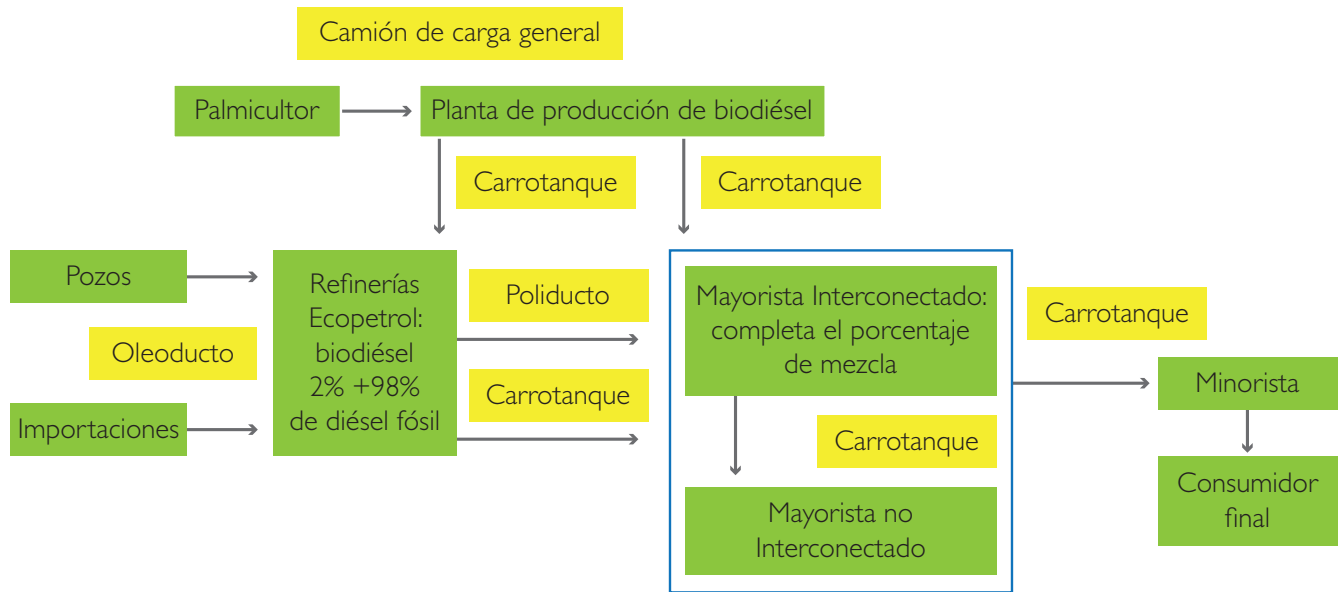 Camión de carga general
Palmicultor
Planta de producción de biodiésel
Carrotanque
Carrotanque
Pozos
Oleoducto
Importaciones
Refinerías
Ecopetrol:
biodiésel
2% +98%
de diésel fósil
Poliducto
Carrotanque
Mayorista Interconectado:
completa el porcentaje
de mezcla
Carrotanque
Mayorista no
Interconectado
Carrotanque
Minorista
Consumidor
final